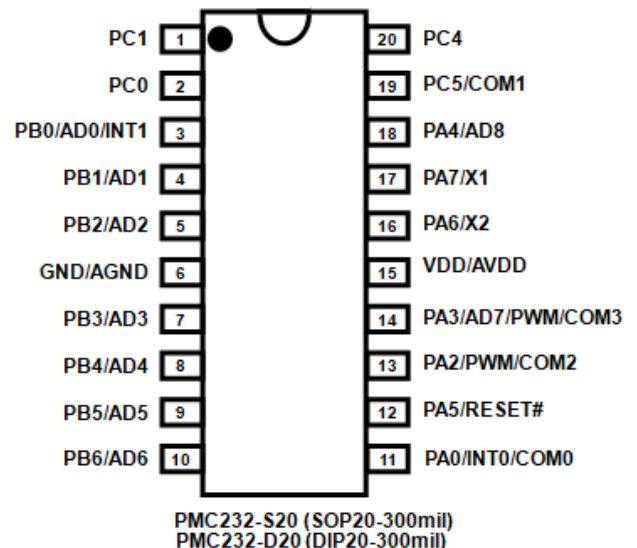 PC1 1 20 PC4
PC0 2 19 PC5/COM1
PB0/AD0/INT1 3 18 PA4/AD8
PB1/AD1 4 17 PA7/X1
PB2/AD2 5 16 PA6/X2
GND/AGND 6 15 VDD/AVDD
PB3/AD3 7 14 PA3/AD7/PWM/COM3
PB4/AD4 8 13 PA2/PWM/COM2
PB5/AD5 9 12 PA5/RESET#
PB6/AD6 10 11 PA0/INT0/COM0
PMC232-S20 (SOP20-300mil)
PMC232-D20 (DIP20-300mil)